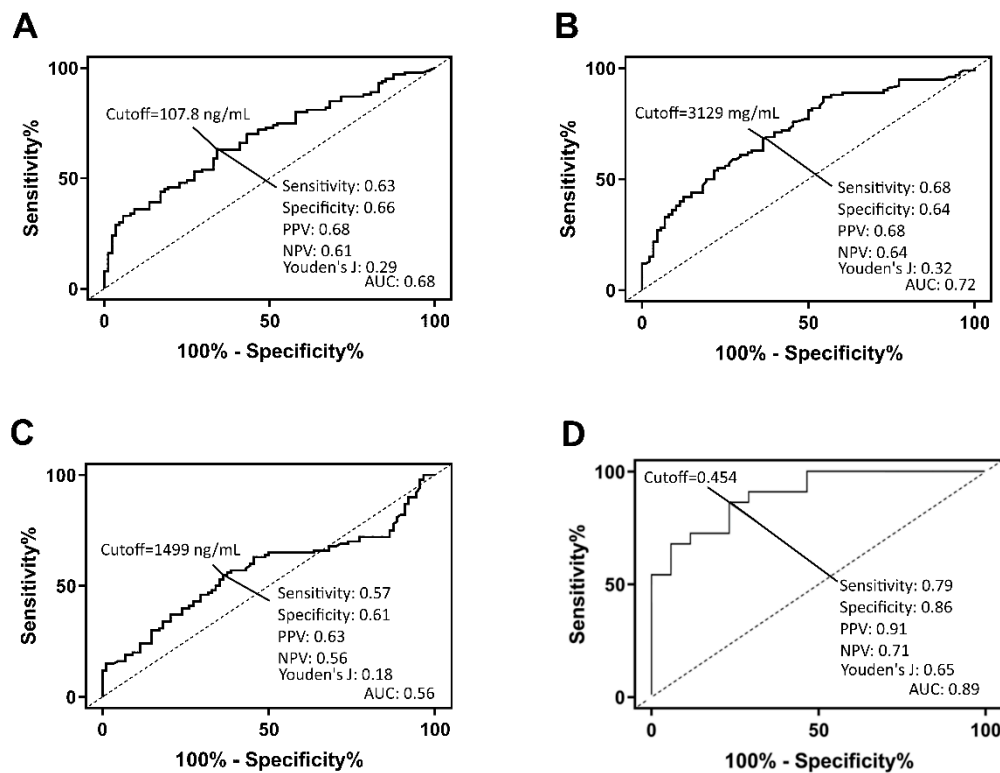 A
100
50
0
Sensitivity%
Cutoff=107.8 ng/mL
Sensitivity: 0.63
Specificity: 0.66
PPV: 0.68
NPV: 0.61
Youden's J: 0.29
AUC: 0.68
0
50
100
100% - Specificity%
B
100
50
0
Sensitivity%
Cutoff=3129 mg/mL
Sensitivity: 0.68
Specificity: 0.64
PPV: 0.68
NPV: 0.64
Youden's J: 0.32
AUC: 0.72
0
50
100
100% - Specificity%
C
100
50
0
Sensitivity%
Cutoff=1499 ng/mL
Sensitivity: 0.57
Specificity: 0.61
PPV: 0.63
NPV: 0.56
Youden's J: 0.18
AUC: 0.56
0
50
100
100% - Specificity%
D
100
50
0
Sensitivity%
Cutoff=0.454
Sensitivity: 0.79
Specificity: 0.86
PPV: 0.91
NPV: 0.71
Youden's J: 0.65
AUC: 0.89
0
50
100
100% - Specificity%